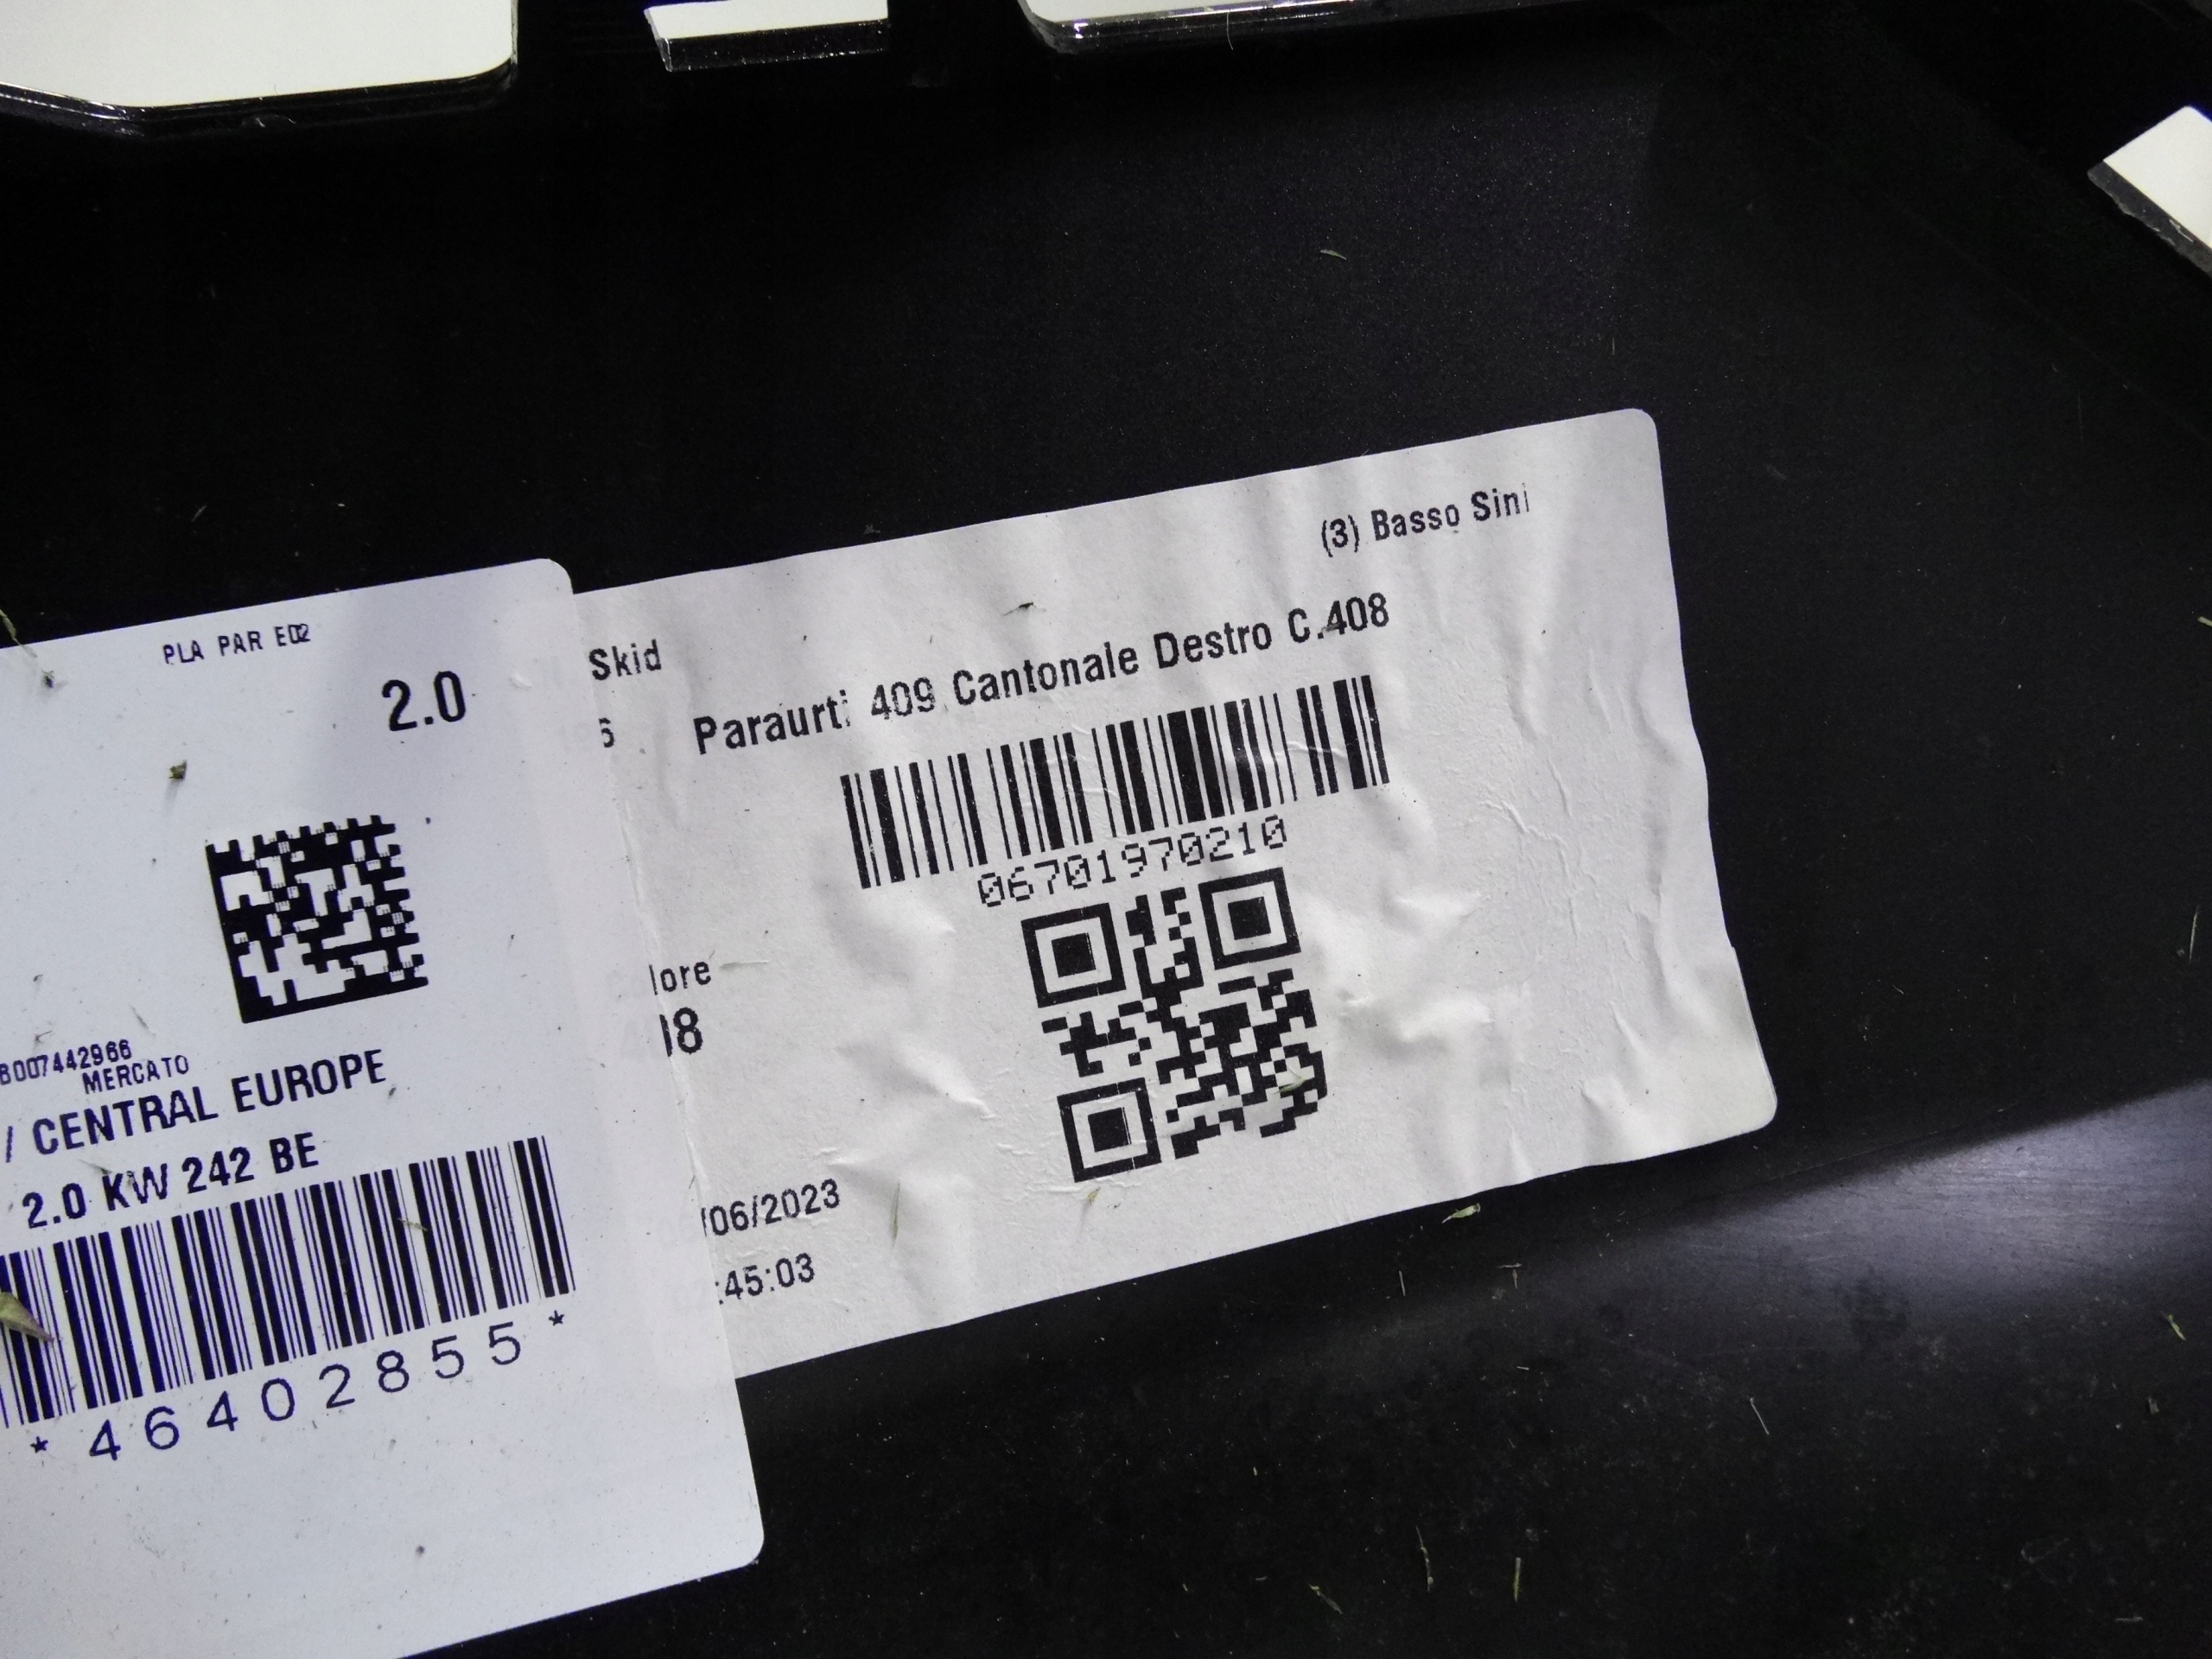 PLA PAR E02
2.0
8007442966
MERCATO
/ CENTRAL EUROPE
2.0 KW 242 BE
*46402855*
(3) Basso Sini
Skid
6
Paraurti 409 Cantonale Destro C.408
06701970210
lore
08
/06/2023
:45:03